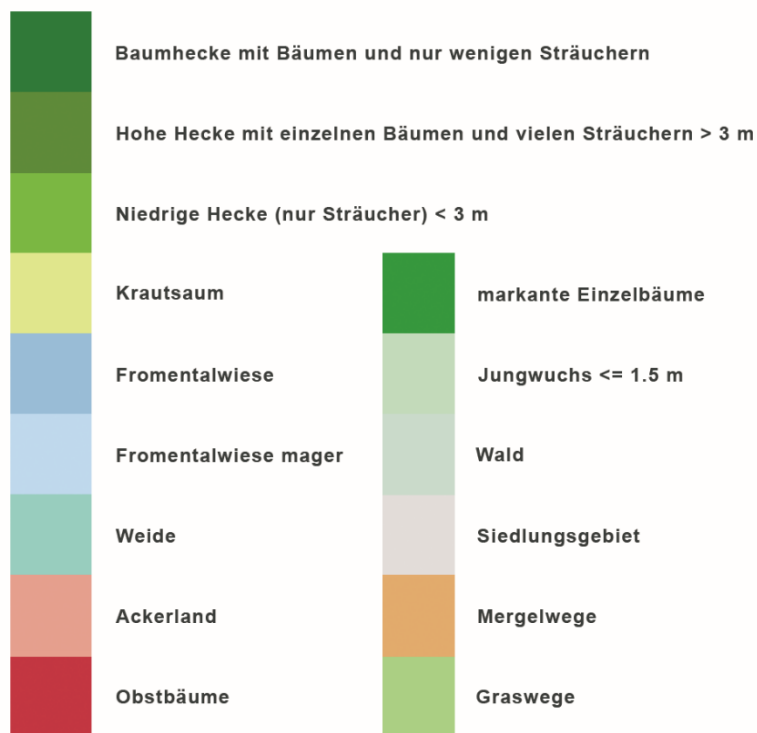 Baumhecke mit Bäumen und nur wenigen Sträuchern
Hohe Hecke mit einzelnen Bäumen und vielen Sträuchern > 3 m
Niedrige Hecke (nur Sträucher) < 3 m
Krautsaum
Fromentalwiese
Fromentalwiese mager
Weide
Ackerland
Obstbäume
markante Einzelbäume
Jungwuchs <= 1.5 m
Wald
Siedlungsgebiet
Mergelwege
Graswege